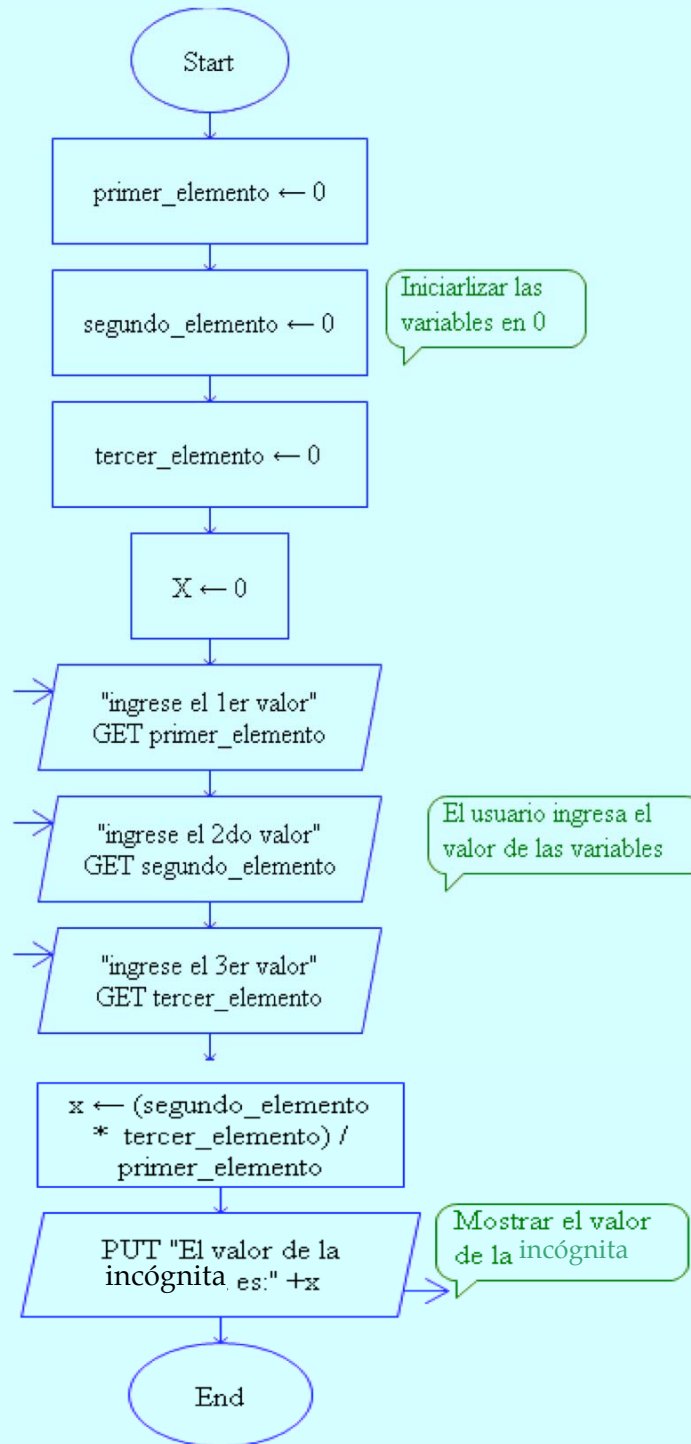 Start
primer_elemento ← 0
segundo_elemento ← 0
Iniciarlizar las
variables en 0
tercer_elemento ← 0
X ← 0
"ingrese el 1er valor"
GET primer_elemento
"ingrese el 2do valor"
GET segundo_elemento
El usuario ingresa el
valor de las variables
"ingrese el 3er valor"
GET tercer_elemento
x ← (segundo_elemento
* tercer_elemento) /
primer_elemento
PUT "El valor de la
incógnita es:" +x
Mostrar el valor
de la incógnita
End